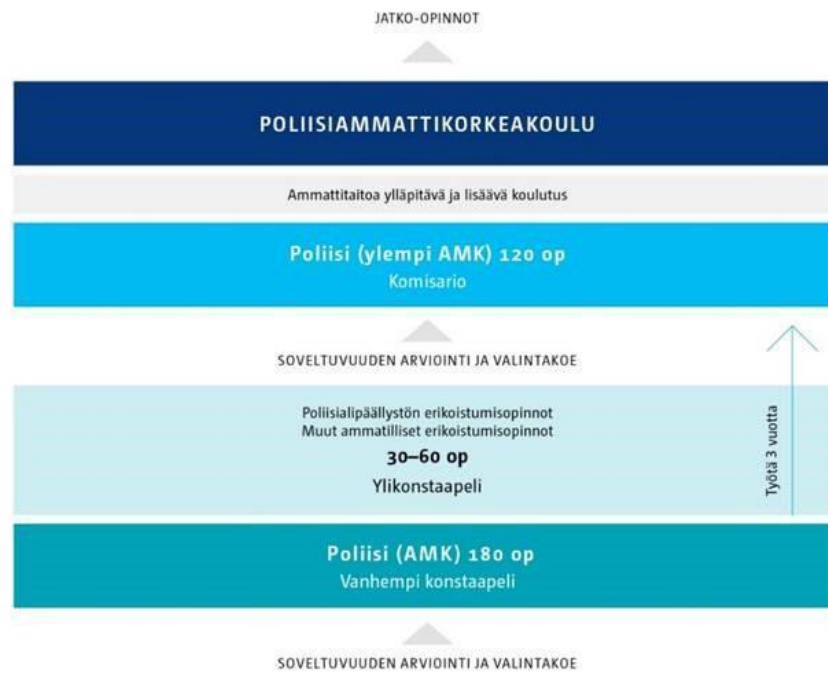 JATKO-OPINNOT
POLIISIAMMATTIKORKEAKOULU
Ammattitaitoa ylläpitävä ja lisäävä koulutus
Poliisi (ylempi AMK) 120 op
Komisario
SOVELTUVUUDEN ARVIOINTI JA VALINTAKOE
Poliisialipäällystön erikoistumisopinnot
Muut ammatilliset erikoistumisopinnot
30–60 op
Ylikonstaapeli
Työtä 3 vuotta
Poliisi (AMK) 180 op
Vanhempi konstaapeli
SOVELTUVUUDEN ARVIOINTI JA VALINTAKOE